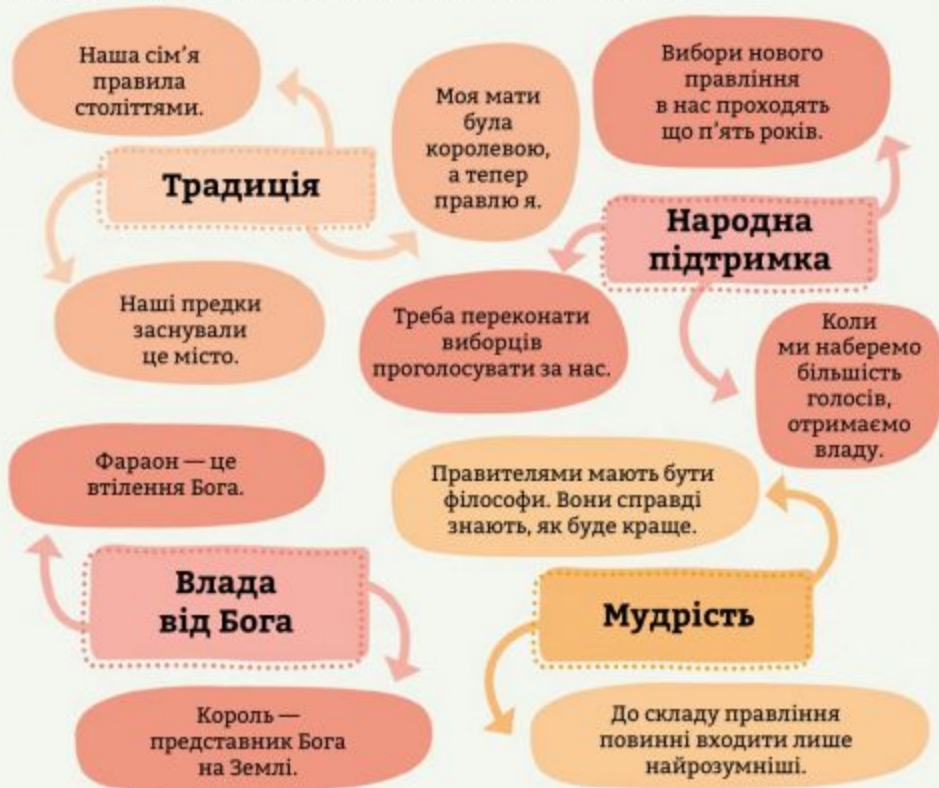 Наша сім’я
правила
століттями.
Традиція
Моя мати
була
королевою,
а тепер
правлю я.
Наші предки
заснували
це місто.
Вибори нового
правління
в нас проходять
що п’ять років.
Народна
підтримка
Треба переконати
виборців
проголосувати за нас.
Коли
ми наберемо
більшість
голосів,
отримаємо
владу.
Фараон — це
втілення Бога.
Влада
від Бога
Король —
представник Бога
на Землі.
Правителями мають бути
філософи. Вони справді
знають, як буде краще.
Мудрість
До складу правління
повинні входити лише
найрозумніші.